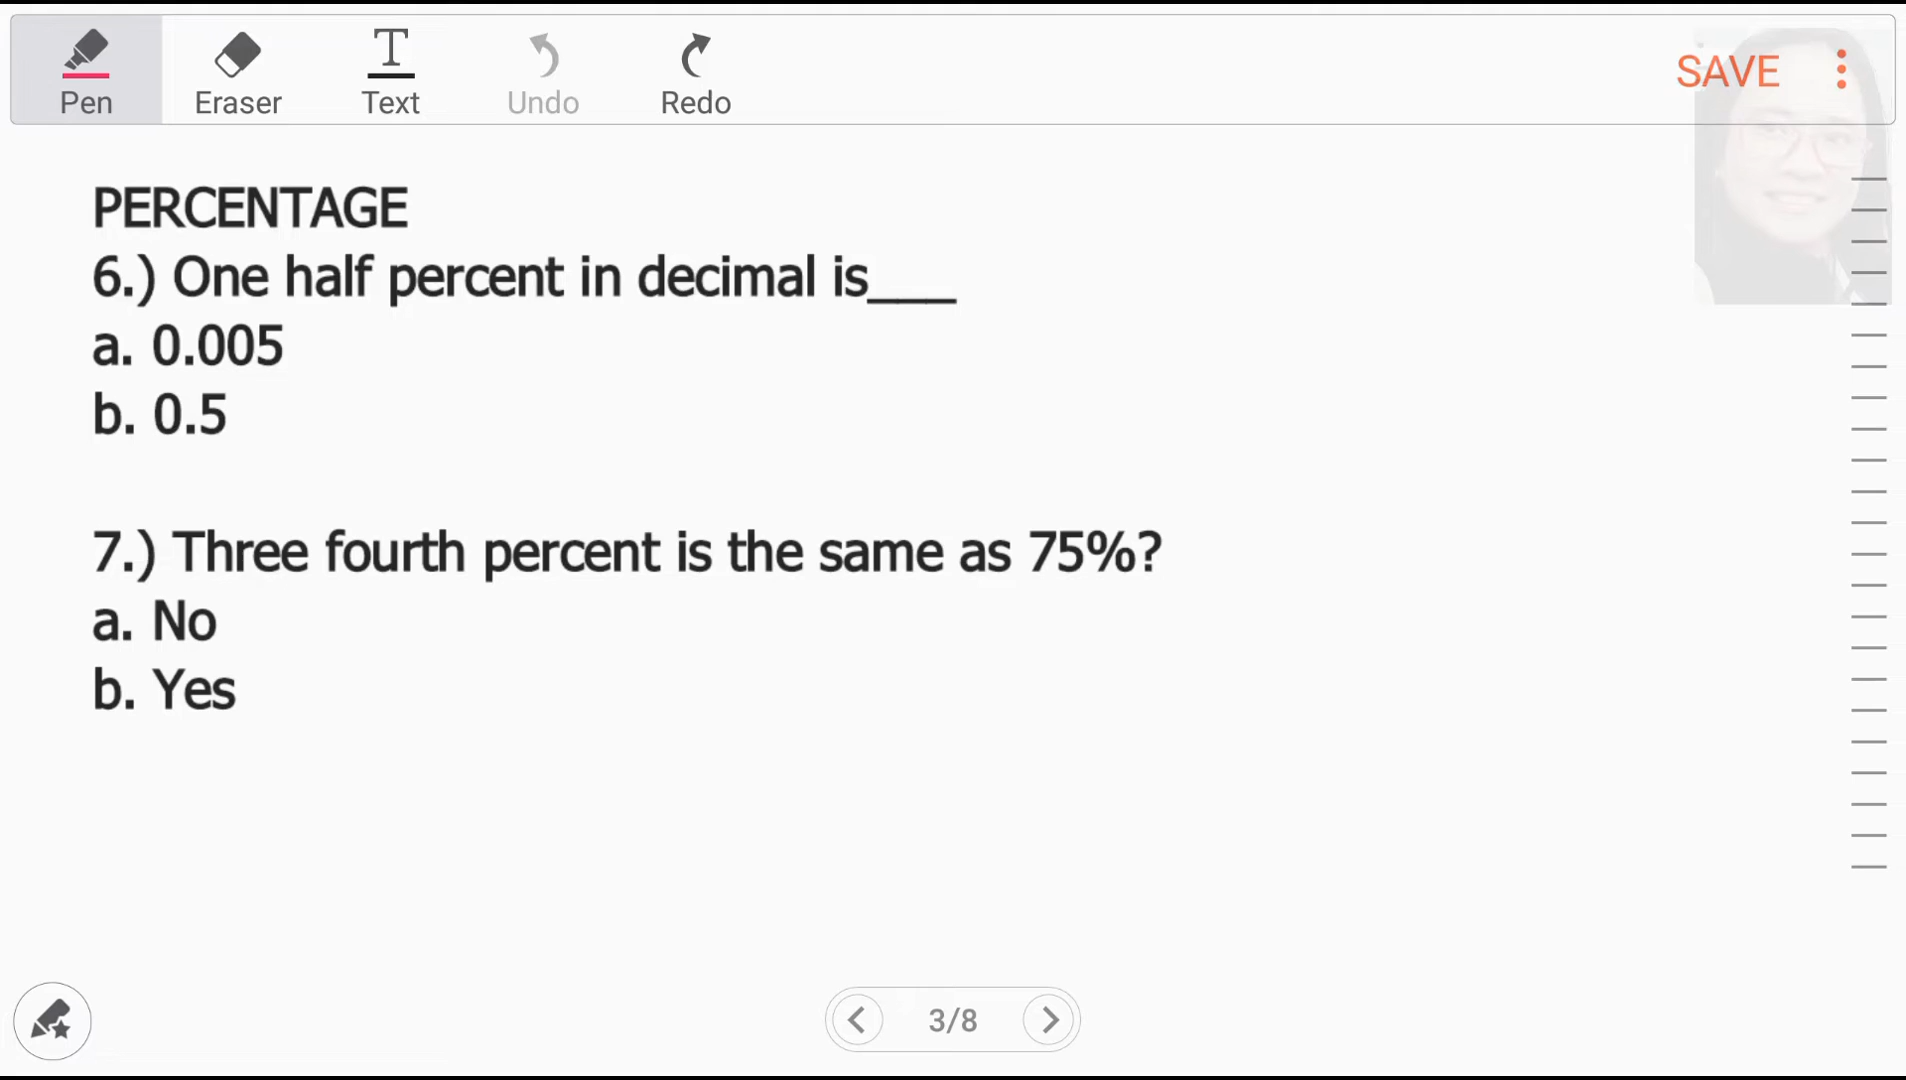 Pen
Eraser
Text
Undo
Redo
SAVE
PERCENTAGE
6.) One half percent in decimal is___
a. 0.005
b. 0.5
7.) Three fourth percent is the same as 75%?
a. No
b. Yes
3/8